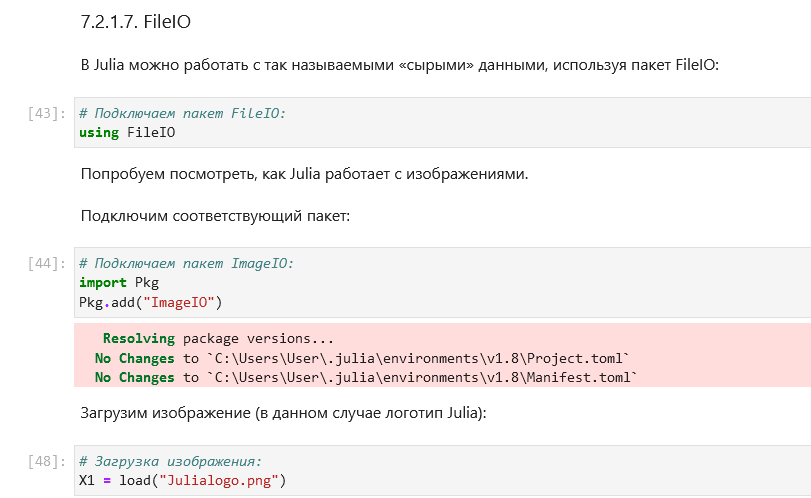 7.2.1.7. FileIO
В Julia можно работать с так называемыми «сырыми» данными, используя пакет FileIO:
[43]: # Подключаем пакет FileIO:
using FileIO
Попробуем посмотреть, как Julia работает с изображениями.
Подключим соответствующий пакет:
[44]: # Подключаем пакет ImageIO:
import Pkg
Pkg.add("ImageIO")
Resolving package versions...
No Changes to `C:\Users\User\.julia\environments\v1.8\Project.toml`
No Changes to `C:\Users\User\.julia\environments\v1.8\Manifest.toml`
Загрузим изображение (в данном случае логотип Julia):
[48]: # Загрузка изображения:
X1 = load("Julialogo.png")